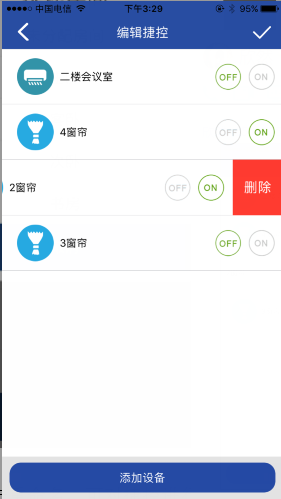 中国电信 下午3:29 95%
编辑捷控
二楼会议室 OFF ON
4窗帘 OFF ON
2窗帘 OFF ON 删除
3窗帘 OFF ON
添加设备